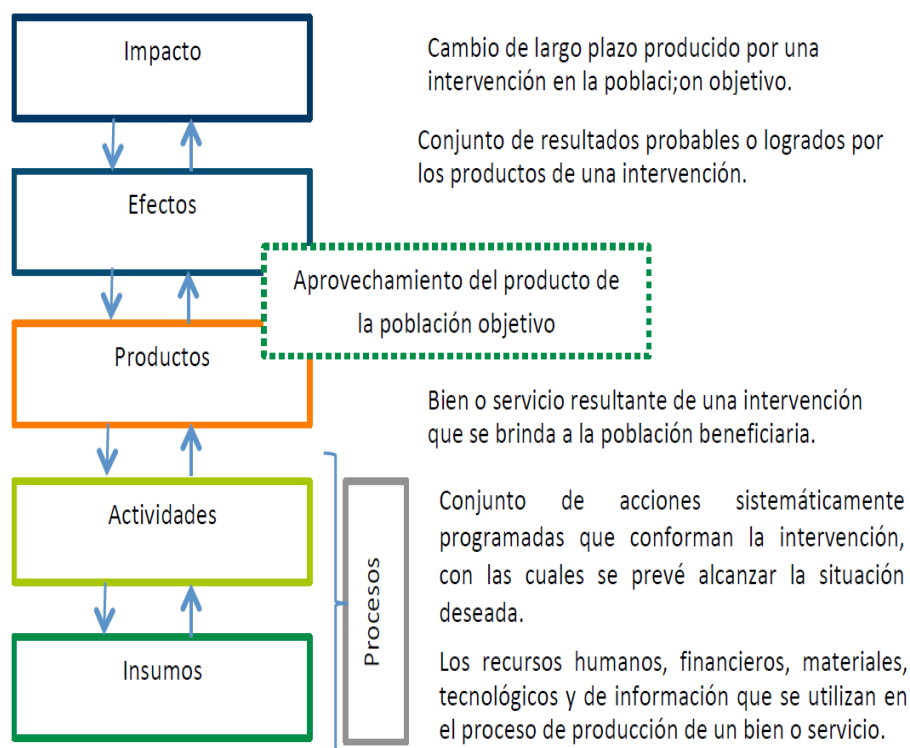 Impacto
Cambio de largo plazo producido por una
intervención en la poblaci;on objetivo.
Conjunto de resultados probables o logrados por
los productos de una intervención.
Efectos
Aprovechamiento del producto de
la población objetivo
Productos
Bien o servicio resultante de una intervención
que se brinda a la población beneficiaria.
Actividades
Procesos
Conjunto de acciones sistemáticamente
programadas que conforman la intervención,
con las cuales se prevé alcanzar la situación
deseada.
Insumos
Los recursos humanos, financieros, materiales,
tecnológicos y de información que se utilizan en
el proceso de producción de un bien o servicio.